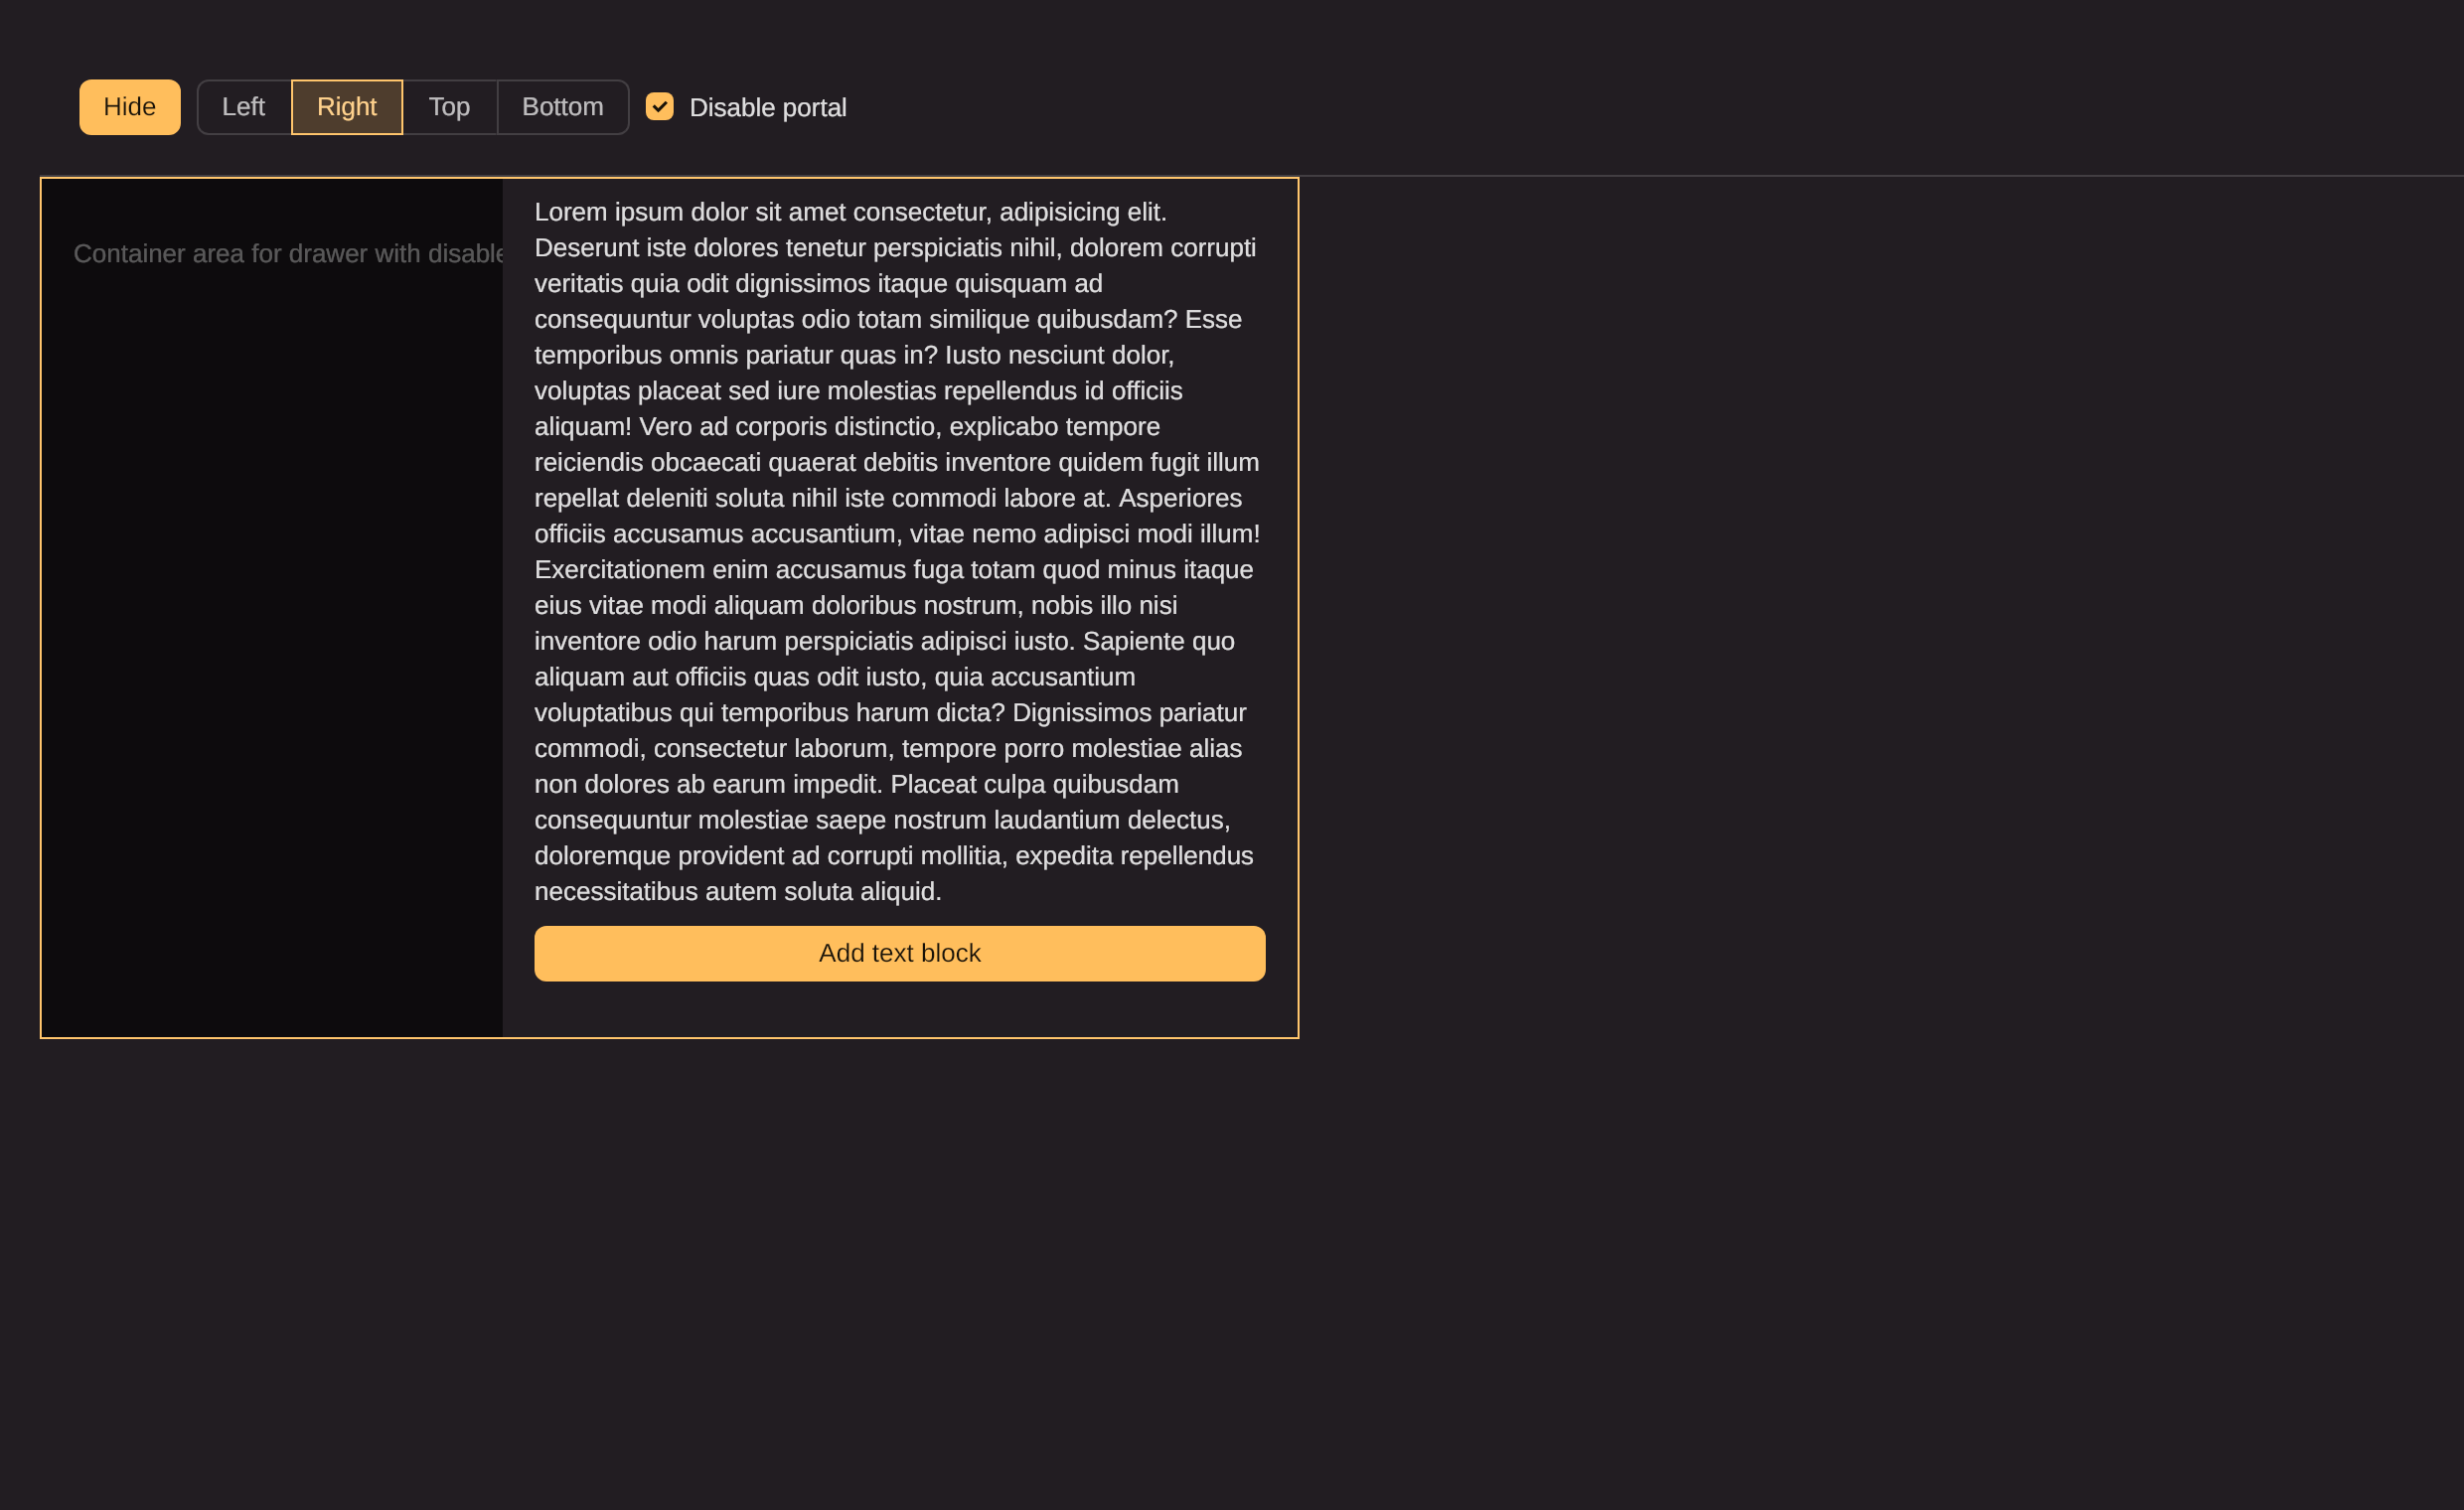 Hide Left Right Top Bottom Disable portal
Container area for drawer with disable
Lorem ipsum dolor sit amet consectetur, adipisicing elit.
Deserunt iste dolores tenetur perspiciatis nihil, dolorem corrupti
veritatis quia odit dignissimos itaque quisquam ad
consequuntur voluptas odio totam similique quibusdam? Esse
temporibus omnis pariatur quas in? Iusto nesciunt dolor,
voluptas placeat sed iure molestias repellendus id officiis
aliquam! Vero ad corporis distinctio, explicabo tempore
reiciendis obcaecati quaerat debitis inventore quidem fugit illum
repellat deleniti soluta nihil iste commodi labore at. Asperiores
officiis accusamus accusantium, vitae nemo adipisci modi illum!
Exercitationem enim accusamus fuga totam quod minus itaque
eius vitae modi aliquam doloribus nostrum, nobis illo nisi
inventore odio harum perspiciatis adipisci iusto. Sapiente quo
aliquam aut officiis quas odit iusto, quia accusantium
voluptatibus qui temporibus harum dicta? Dignissimos pariatur
commodi, consectetur laborum, tempore porro molestiae alias
non dolores ab earum impedit. Placeat culpa quibusdam
consequuntur molestiae saepe nostrum laudantium delectus,
doloremque provident ad corrupti mollitia, expedita repellendus
necessitatibus autem soluta aliquid.
Add text block